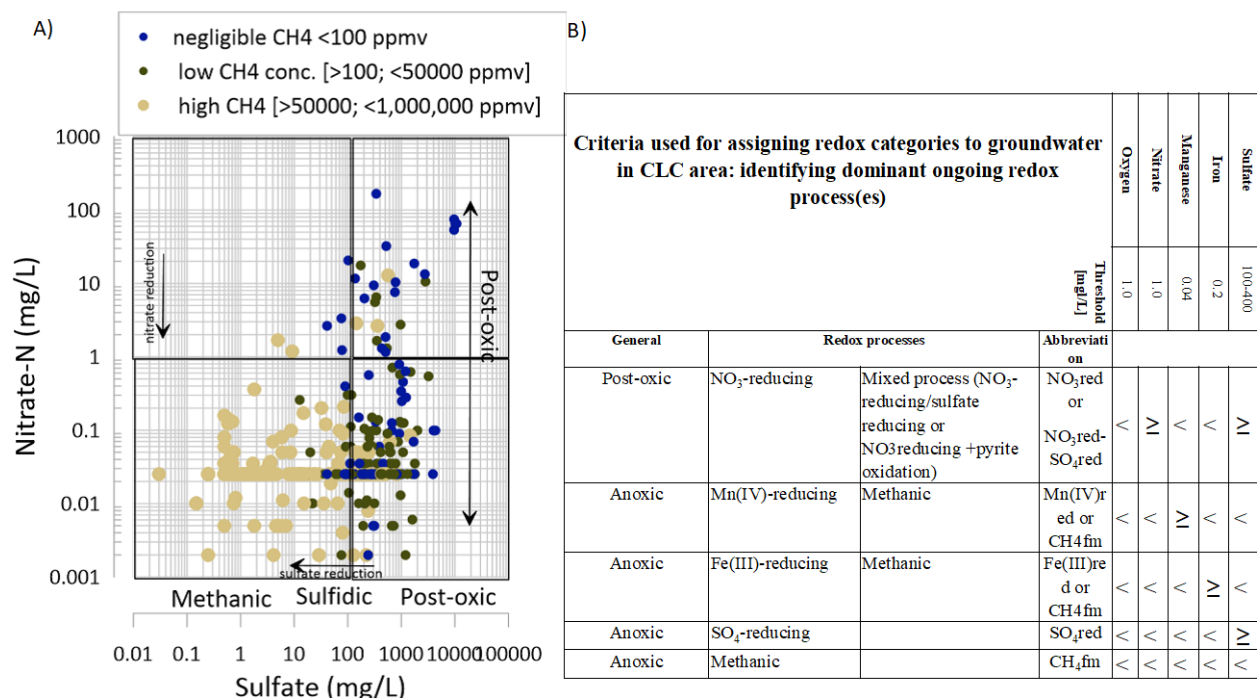 A)
negligible CH4 <100 ppmv
low CH4 conc. [>100; <50000 ppmv]
high CH4 [>50000; <1,000,000 ppmv]
1000
100
10
1
0.1
0.01
0.001
Nitrate-N (mg/L)
nitrate reduction
Post-oxic
sulfate reduction
Methanic Sulfidic Post-oxic
0.01 0.1 1 10 100 1000 10000 100000
Sulfate (mg/L)
B)
Criteria used for assigning redox categories to groundwater
in CLC area: identifying dominant ongoing redox
process(es)
Oxygen
Nitrate
Manganese
Iron
Sulfate
Threshold
[mg/L]
1.0
1.0
0.04
0.2
100-400
General
Redox processes
Abbreviati
on
Post-oxic
NO3-reducing
Mixed process (NO3-
reducing/sulfate
reducing or
NO3reducing +pyrite
oxidation)
NO3red
or
NO3red-
SO4red
< ≥ < < ≥
Anoxic
Mn(IV)-reducing
Methanic
Mn(IV)r
ed or
CH4fm
< < ≥ < <
Anoxic
Fe(III)-reducing
Methanic
Fe(III)re
d or
CH4fm
< < < ≥ <
Anoxic
SO4-reducing
SO4red
< < < < ≥
Anoxic
Methanic
CH4fm
< < < < <